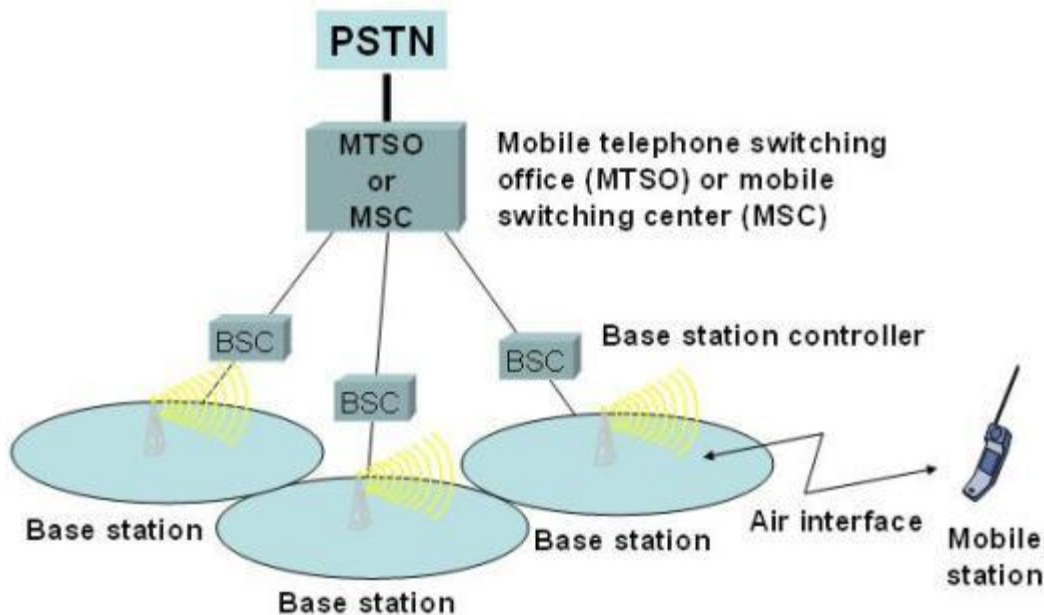 PSTN
MTSO
or
MSC
Mobile telephone switching
office (MTSO) or mobile
switching center (MSC)
BSC
BSC
BSC
Base station controller
Base station
Base station
Base station
Air interface
Mobile
station